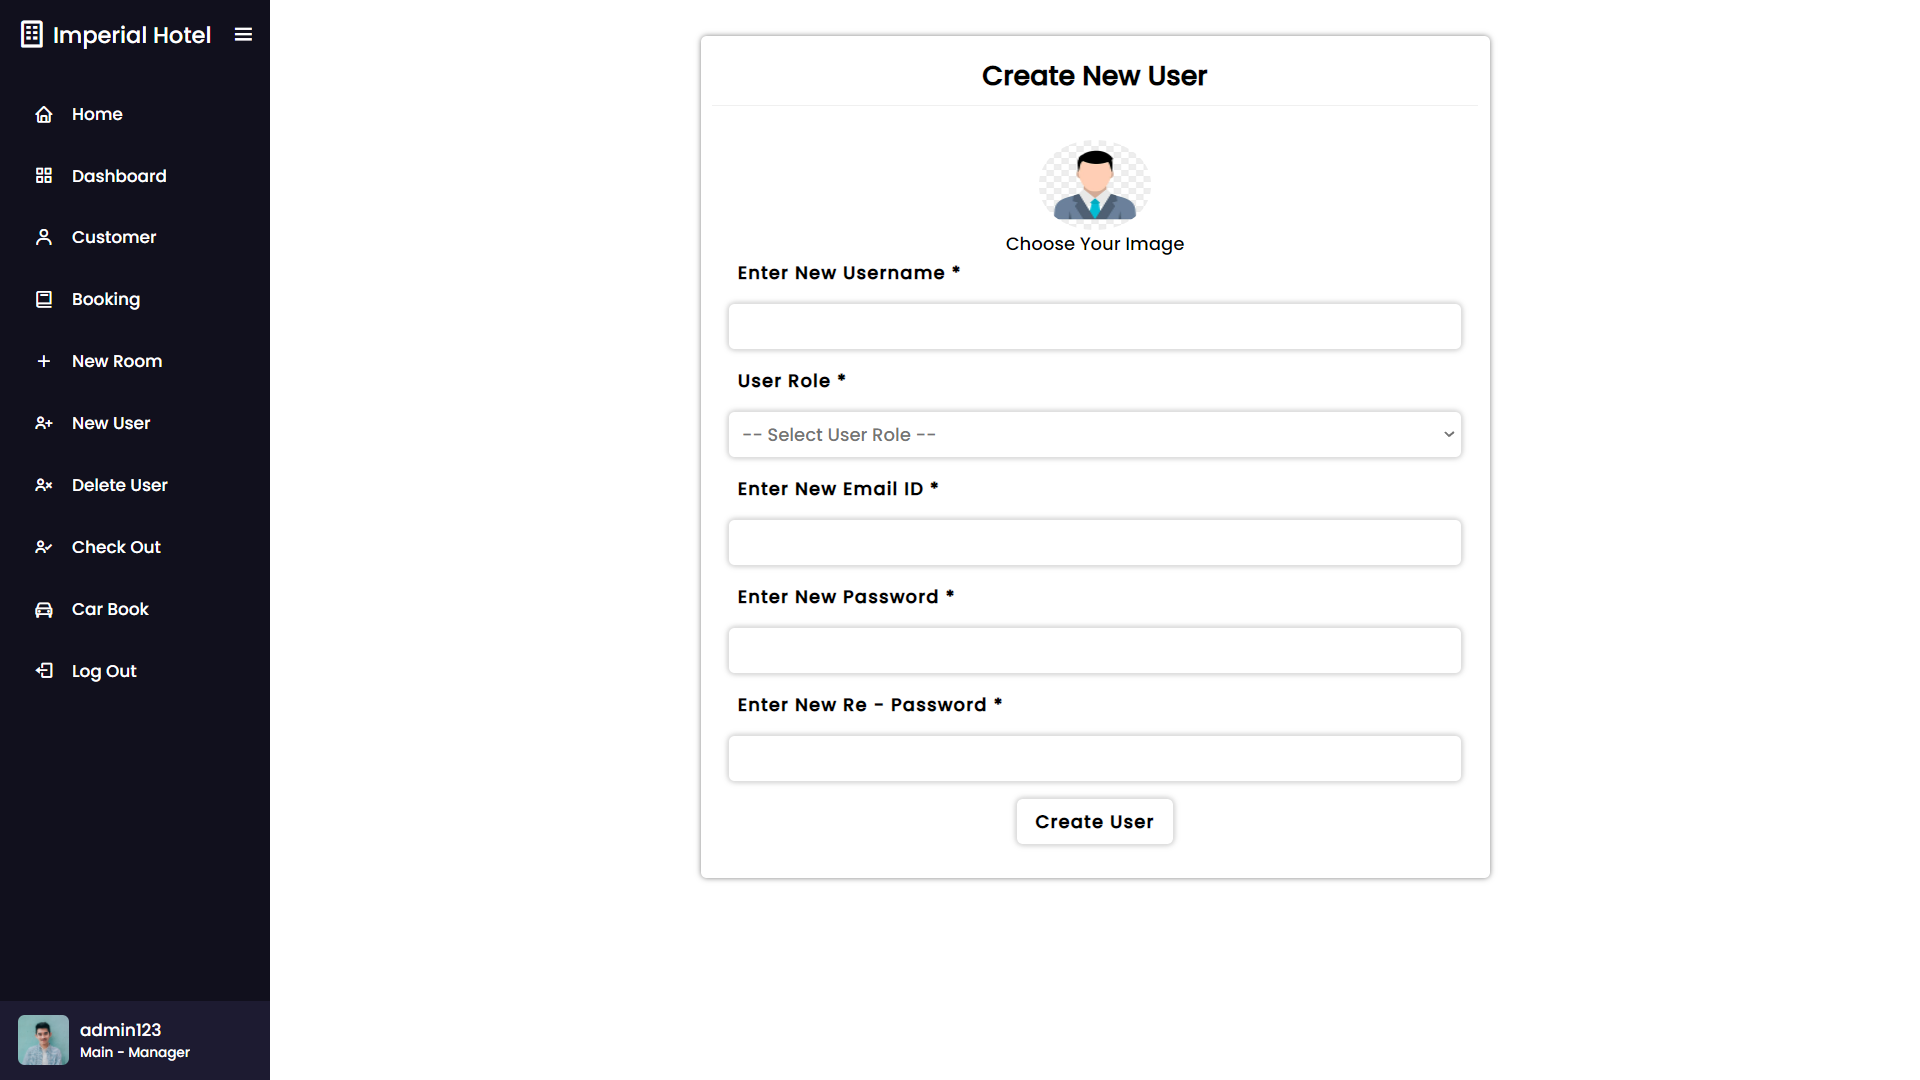 Imperial Hotel
Home
Dashboard
Customer
Booking
New Room
New User
Delete User
Check Out
Car Book
Log Out
admin123
Main - Manager
Create New User
Choose Your Image
Enter New Username *
User Role *
-- Select User Role --
Enter New Email ID *
Enter New Password *
Enter New Re - Password *
Create User